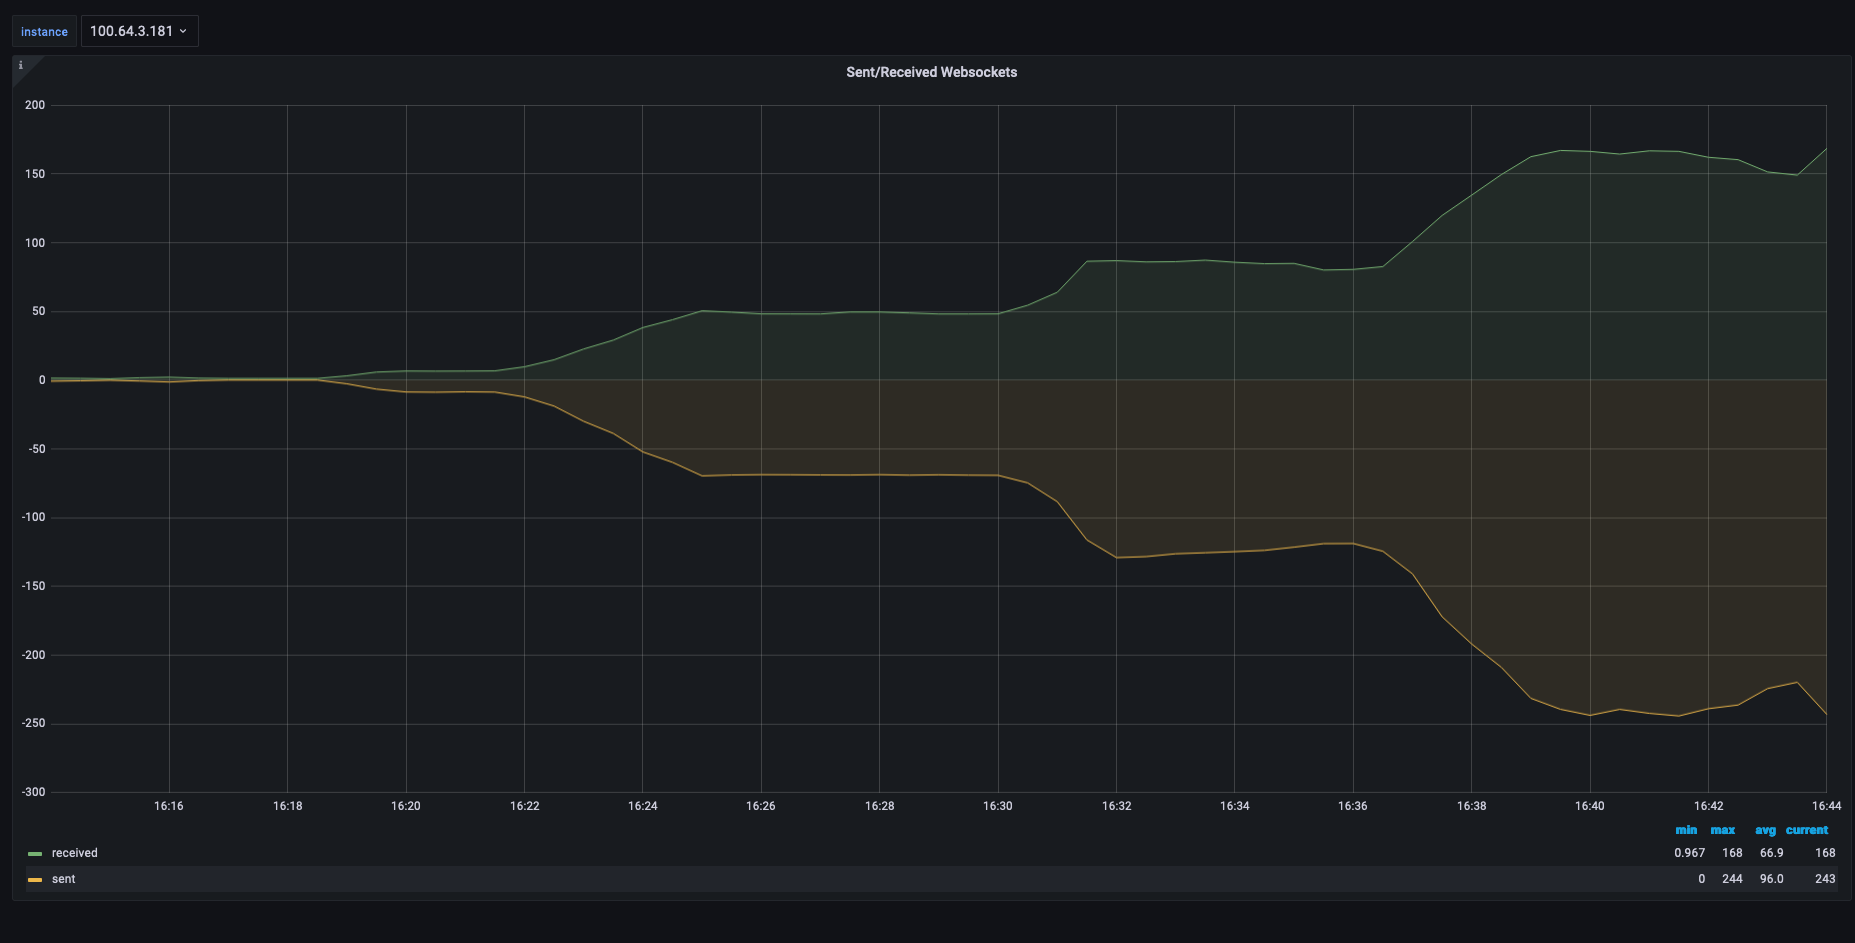 instance 100.64.3.181
i
Sent/Received Websockets
200
150
100
50
0
-50
-100
-150
-200
-250
-300
16:16 16:18 16:20 16:22 16:24 16:26 16:28 16:30 16:32 16:34 16:36 16:38 16:40 16:42 16:44
min max avg current
received 0.967 168 66.9 168
sent 0 244 96.0 243